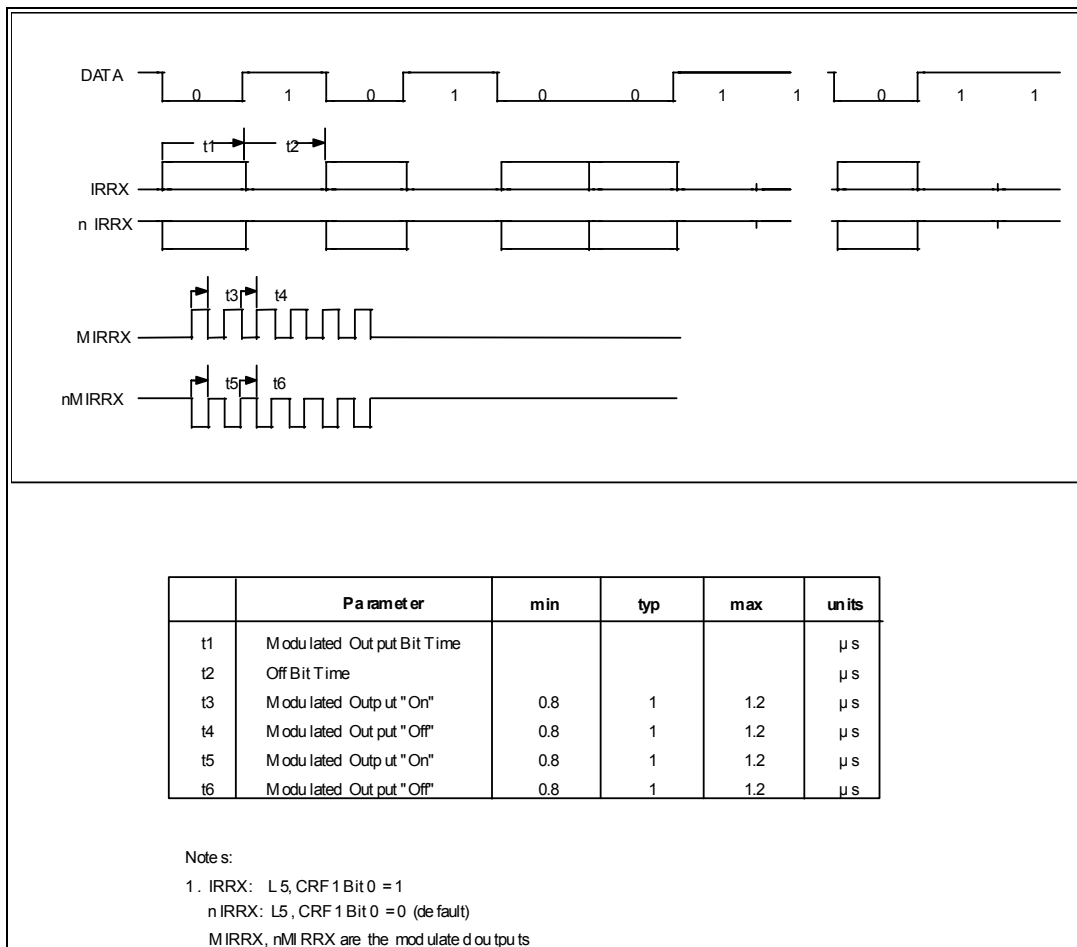 DATA
0 1 0 1 0 0 1 1 0 1 1
t1 t2
IRRX
n IRRX
t3 t4
MIRRX
t5 t6
nMIRRX
Parameter min typ max units
t1 Modulated Output Bit Time µs
t2 Off Bit Time µs
t3 Modulated Output "On" 0.8 1 1.2 µs
t4 Modulated Output "Off" 0.8 1 1.2 µs
t5 Modulated Output "On" 0.8 1 1.2 µs
t6 Modulated Output "Off" 0.8 1 1.2 µs
Notes:
1. IRRX: L5, CRF1 Bit 0 = 1
nIRRX: L5, CRF1 Bit 0 = 0 (default)
MIRRX, nMIRRX are the modulated outputs